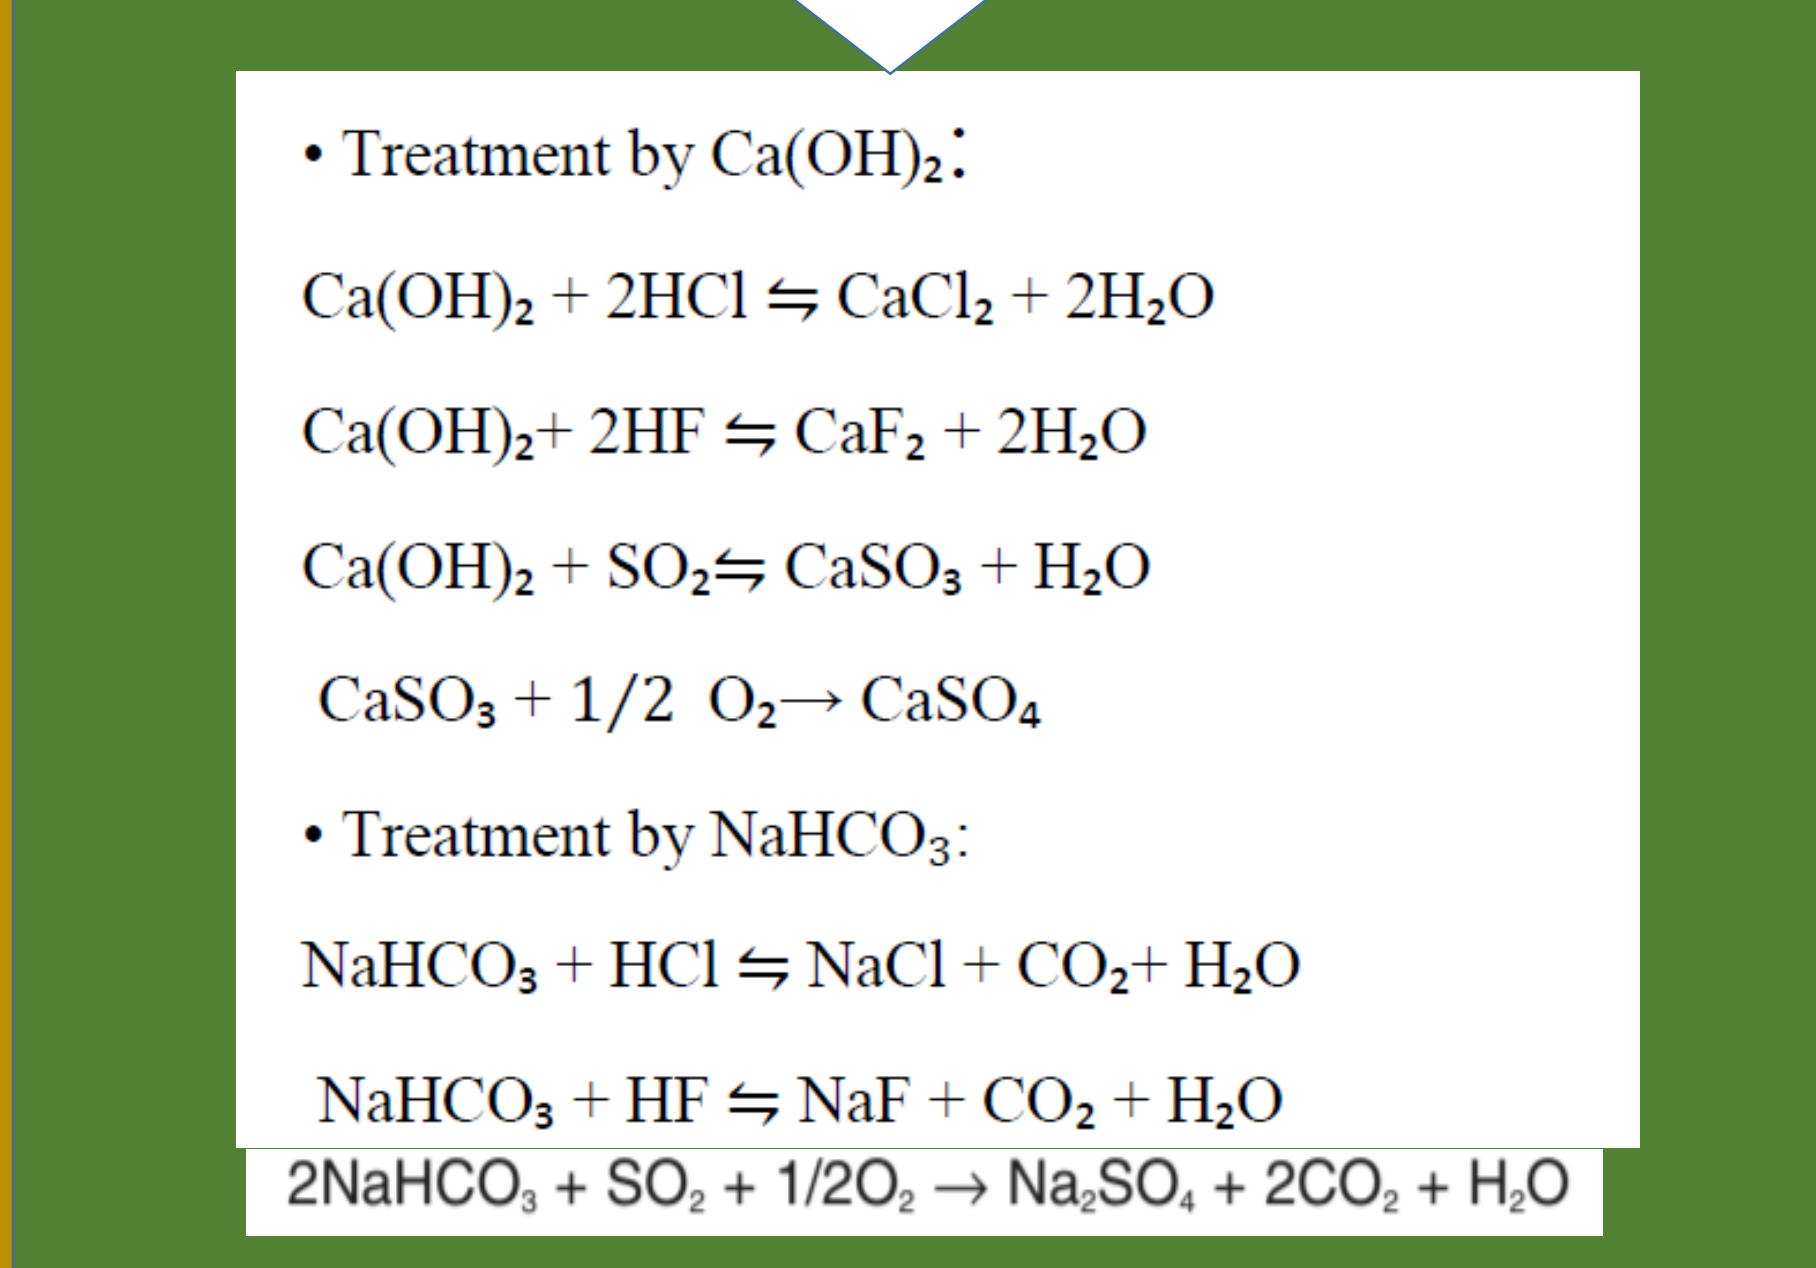 • Treatment by Ca(OH)₂:
Ca(OH)₂ + 2HCl ⇋ CaCl₂ + 2H₂O
Ca(OH)₂+ 2HF ⇋ CaF₂ + 2H₂O
Ca(OH)₂ + SO₂⇋ CaSO₃ + H₂O
CaSO₃ + 1/2 O₂→ CaSO₄
• Treatment by NaHCO₃:
NaHCO₃ + HCl ⇋ NaCl + CO₂+ H₂O
NaHCO₃ + HF ⇋ NaF + CO₂ + H₂O
2NaHCO₃ + SO₂ + 1/2O₂ → Na₂SO₄ + 2CO₂ + H₂O